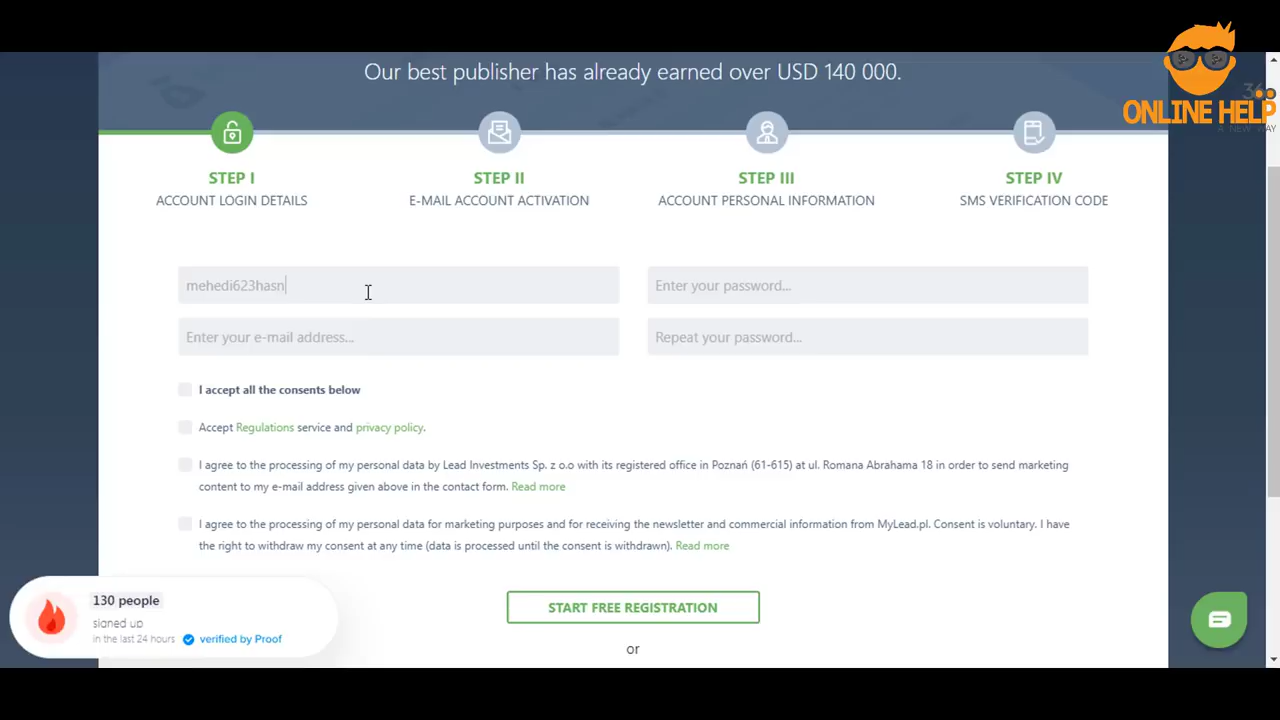 Our best publisher has already earned over USD 140 000.
ONLINE HELP
A NEW WAY
STEP I
STEP II
STEP III
STEP IV
ACCOUNT LOGIN DETAILS
E-MAIL ACCOUNT ACTIVATION
ACCOUNT PERSONAL INFORMATION
SMS VERIFICATION CODE
mehedi623hasn
Enter your password...
Enter your e-mail address...
Repeat your password...
I accept all the consents below
Accept Regulations service and privacy policy.
I agree to the processing of my personal data by Lead Investments Sp. z o.o with its registered office in Poznań (61-615) at ul. Romana Abrahama 18 in order to send marketing
content to my e-mail address given above in the contact form. Read more
I agree to the processing of my personal data for marketing purposes and for receiving the newsletter and commercial information from MyLead.pl. Consent is voluntary. I have
the right to withdraw my consent at any time (data is processed until the consent is withdrawn). Read more
130 people
signed up
in the last 24 hours verified by Proof
START FREE REGISTRATION
or